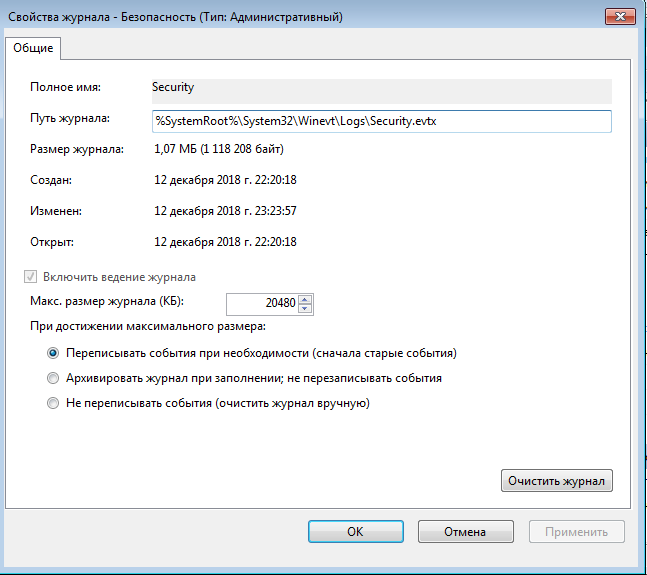 Свойства журнала - Безопасность (Тип: Административный)
Общие
Полное имя: Security
Путь журнала: %SystemRoot%\System32\Winevt\Logs\Security.evtx
Размер журнала: 1,07 МБ (1 118 208 байт)
Создан: 12 декабря 2018 г. 22:20:18
Изменен: 12 декабря 2018 г. 23:23:57
Открыт: 12 декабря 2018 г. 22:20:18
Включить ведение журнала
Макс. размер журнала (КБ): 20480
При достижении максимального размера:
Переписывать события при необходимости (сначала старые события)
Архивировать журнал при заполнении; не перезаписывать события
Не переписывать события (очистить журнал вручную)
Очистить журнал
OK Отмена Применить